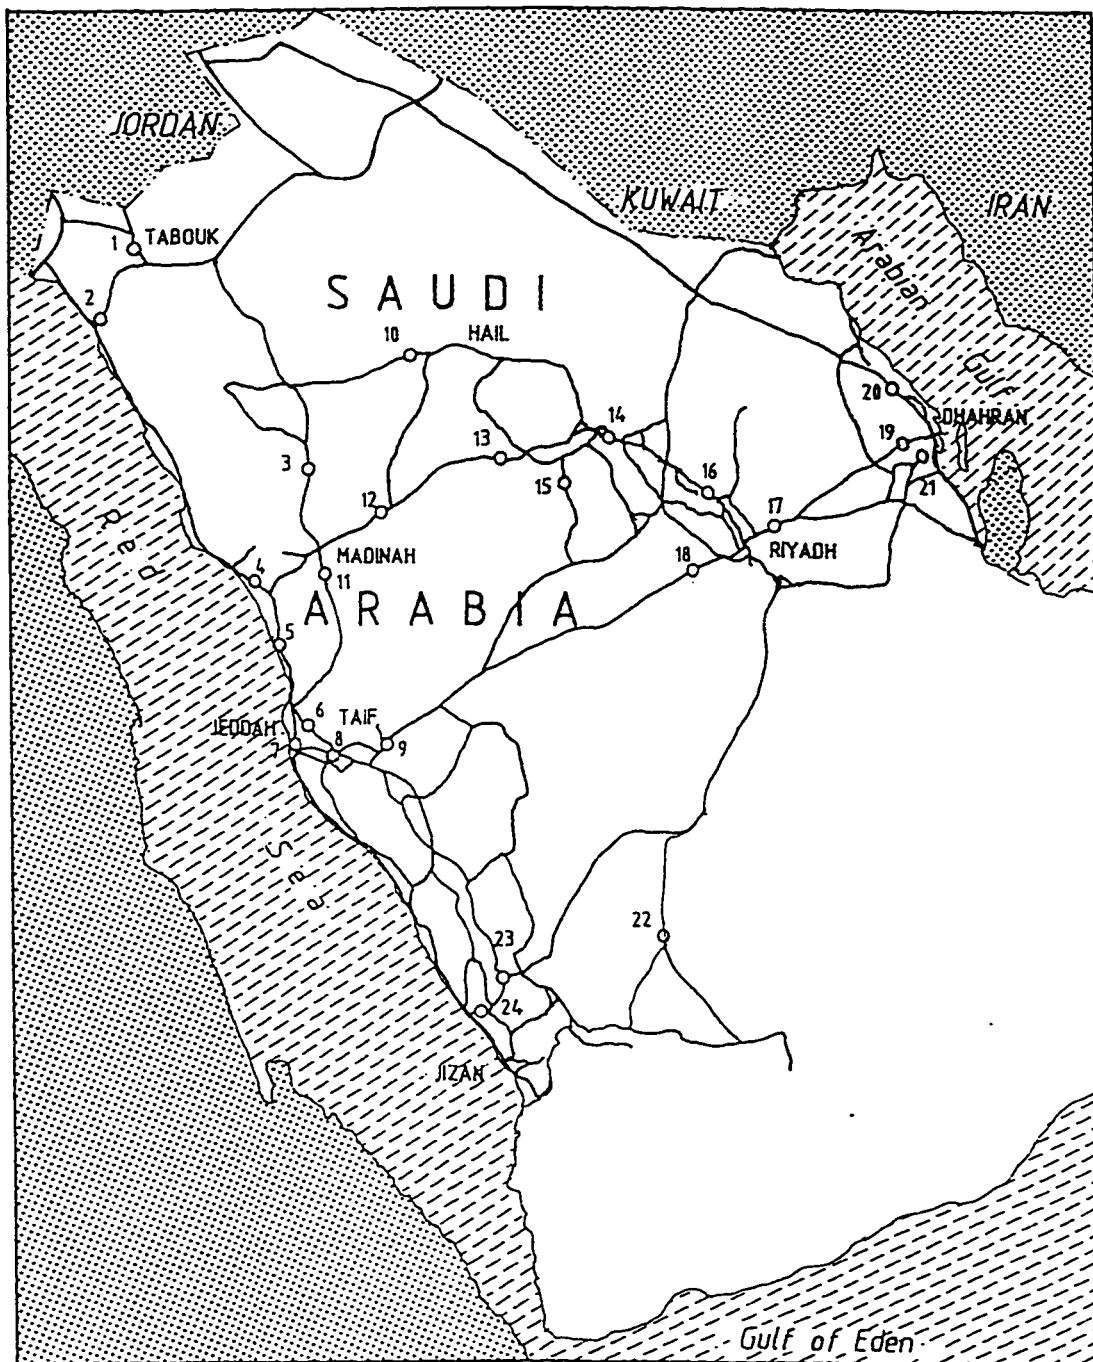 JORDAN
KUWAIT
IRAN
Arabian Gulf
1 TABOUK
2
SAUDI
10 HAIL
20
DHAHRAN
19
14
13
3
16
15
21
12
17
MADINAH
RIYADH
18
11
4
ARABIA
Red Sea
5
6
JEDDAH
TAIF
7
8
9
22
23
24
JIZAN
Gulf of Eden